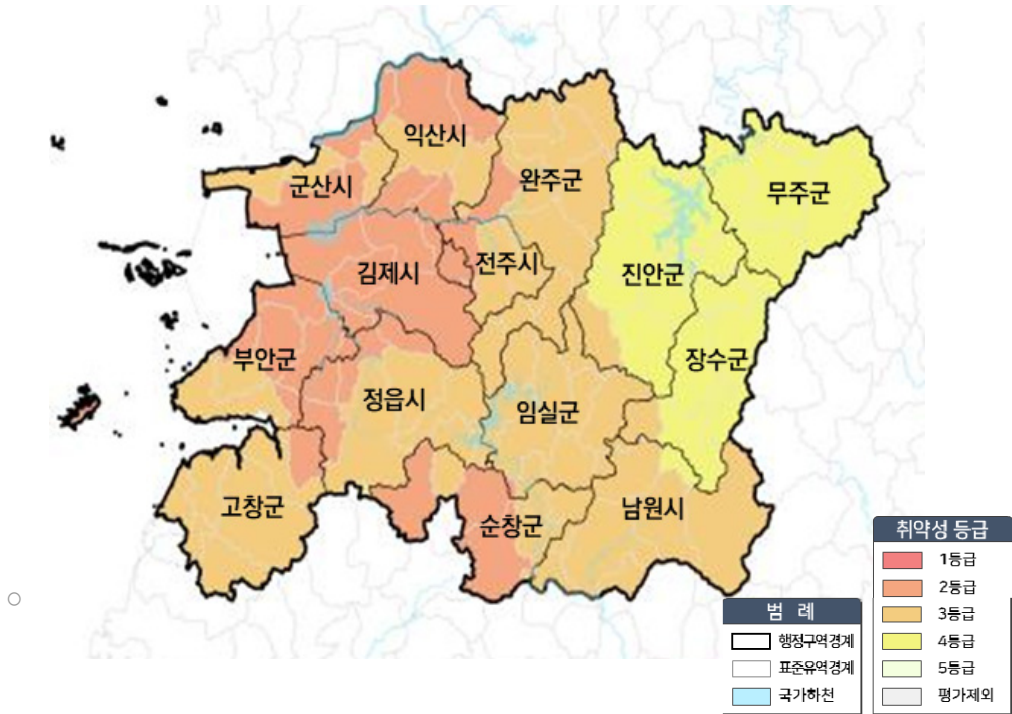 익산시
군산시
완주군
무주군
김제시
전주시
진안군
부안군
장수군
정읍시
임실군
고창군
순창군
남원시
취약성 등급
1등급
2등급
3등급
4등급
5등급
평가제외
범 례
행정구역경계
표준유역경계
국가하천